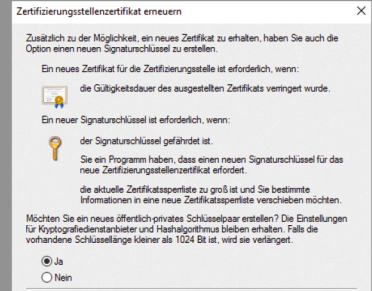 Zertifizierungsstellenzertifikat erneuern
Zusätzlich zu der Möglichkeit, ein neues Zertifikat zu erhalten, haben Sie auch die
Option einen neuen Signaturschlüssel zu erstellen.
Ein neues Zertifikat für die Zertifizierungsstelle ist erforderlich, wenn:
die Gültigkeitsdauer des ausgestellten Zertifikats verringert wurde.
Ein neuer Signaturschlüssel ist erforderlich, wenn:
der Signaturschlüssel gefährdet ist.
Sie ein Programm haben, dass einen neuen Signaturschlüssel für das
neue Zertifizierungsstellenzertifikat erfordert.
die aktuelle Zertifikatssperrliste zu groß ist und Sie bestimmte
Informationen in eine neue Zertifikatssperrliste verschieben möchten.
Möchten Sie ein neues öffentlich-privates Schlüsselpaar erstellen? Die Einstellungen
für Kryptografiedienstanbieter und Hashalgorithmus bleiben erhalten. Falls die
vorhandene Schlüssellänge kleiner als 1024 Bit ist, wird sie verlängert.
Ja
Nein